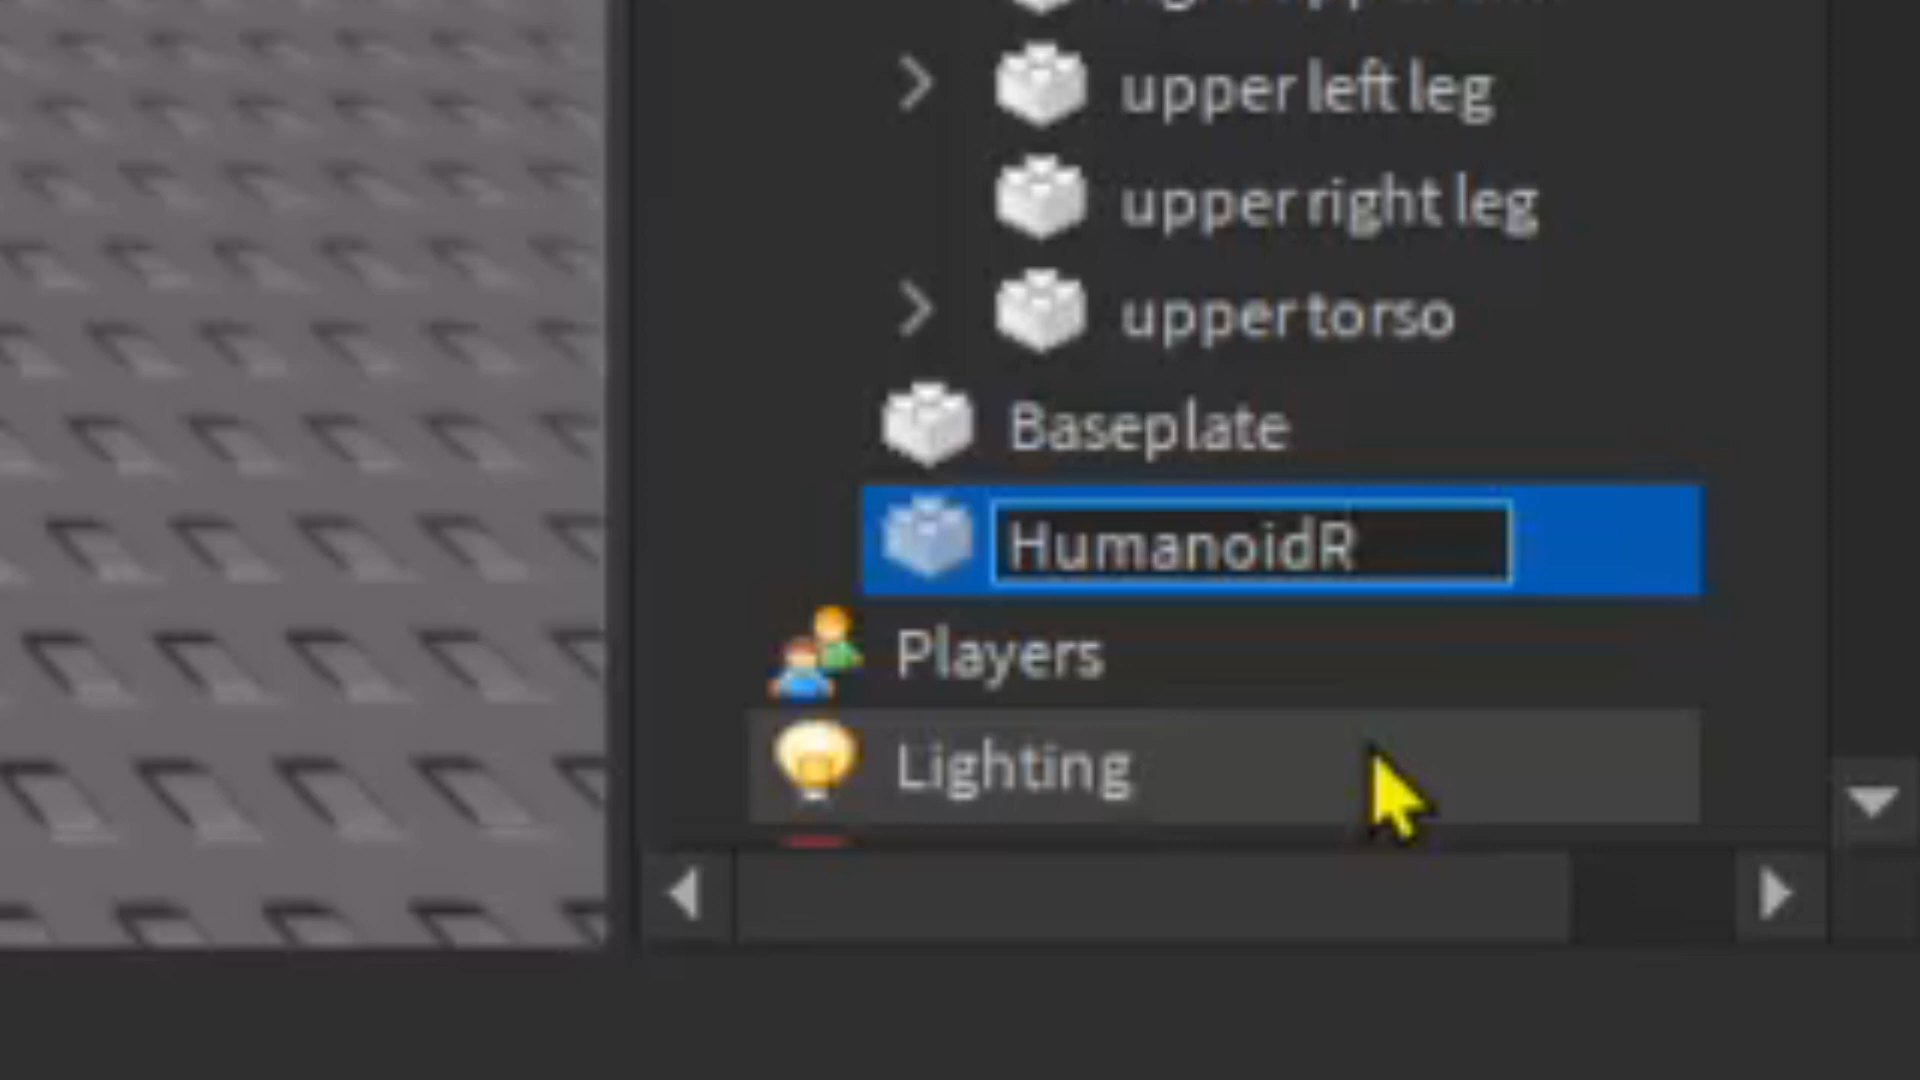 upper left leg
upper right leg
upper torso
Baseplate
HumanoidR
Players
Lighting